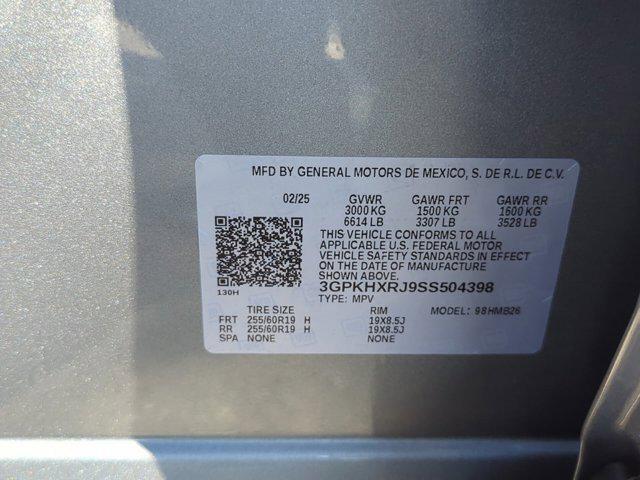 MFD BY GENERAL MOTORS DE MEXICO, S. DE R.L. DE C.V.
02/25 GVWR GAWR FRT GAWR RR
3000 KG 1500 KG 1600 KG
6614 LB 3307 LB 3528 LB
THIS VEHICLE CONFORMS TO ALL
APPLICABLE U.S. FEDERAL MOTOR
VEHICLE SAFETY STANDARDS IN EFFECT
ON THE DATE OF MANUFACTURE
SHOWN ABOVE.
3GPKHXRJ9SS504398
130H
TYPE: MPV
TIRE SIZE RIM MODEL: 98HMB26
FRT 255/60R19 H 19X8.5J
RR 255/60R19 H 19X8.5J
SPA NONE NONE